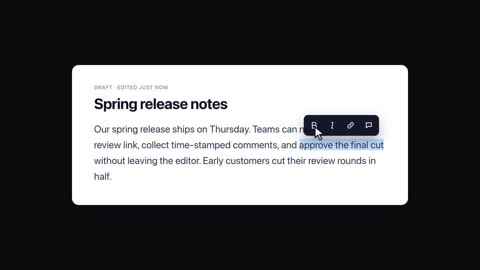 DRAFT · EDITED JUST NOW
Spring release notes
Our spring release ships on Thursday. Teams can
B I
review link, collect time-stamped comments, and approve the final cut
without leaving the editor. Early customers cut their review rounds in
half.